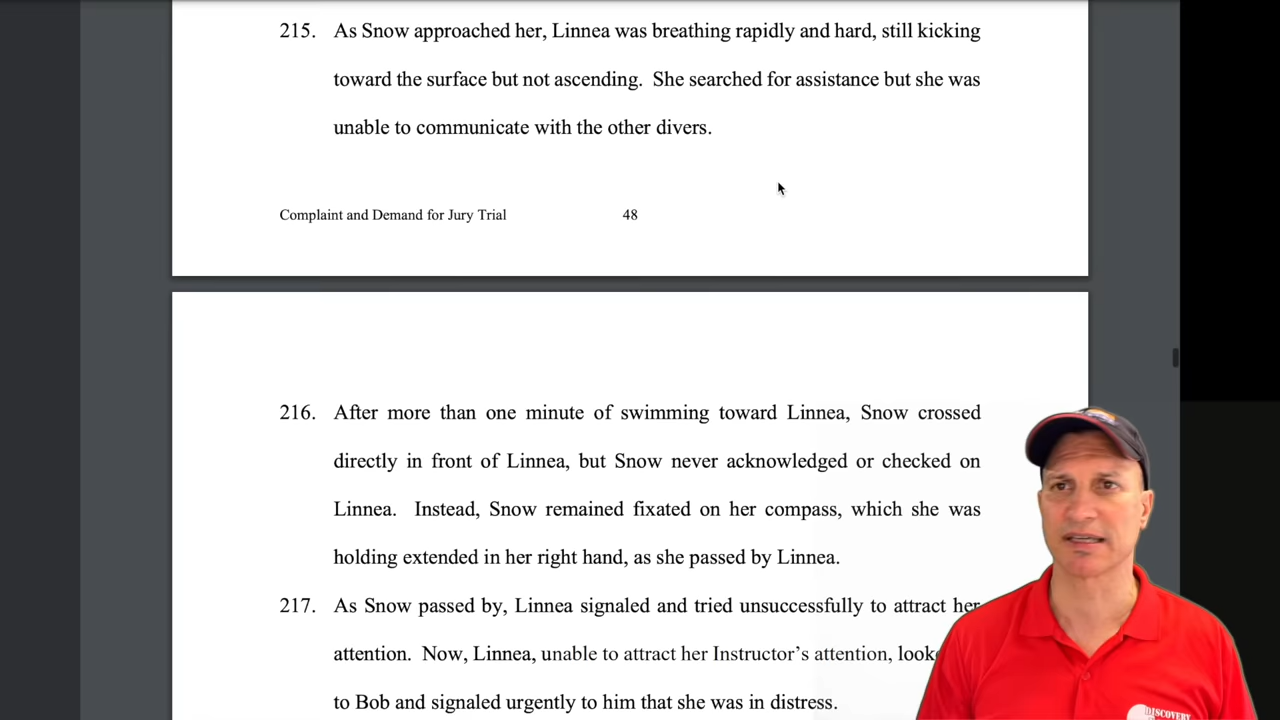 215. As Snow approached her, Linnea was breathing rapidly and hard, still kicking
toward the surface but not ascending. She searched for assistance but she was
unable to communicate with the other divers.
Complaint and Demand for Jury Trial 48
216. After more than one minute of swimming toward Linnea, Snow crossed
directly in front of Linnea, but Snow never acknowledged or checked on
Linnea. Instead, Snow remained fixated on her compass, which she was
holding extended in her right hand, as she passed by Linnea.
217. As Snow passed by, Linnea signaled and tried unsuccessfully to attract her
attention. Now, Linnea, unable to attract her Instructor's attention,
to Bob and signaled urgently to him that she was in distress.
DISCOVERY